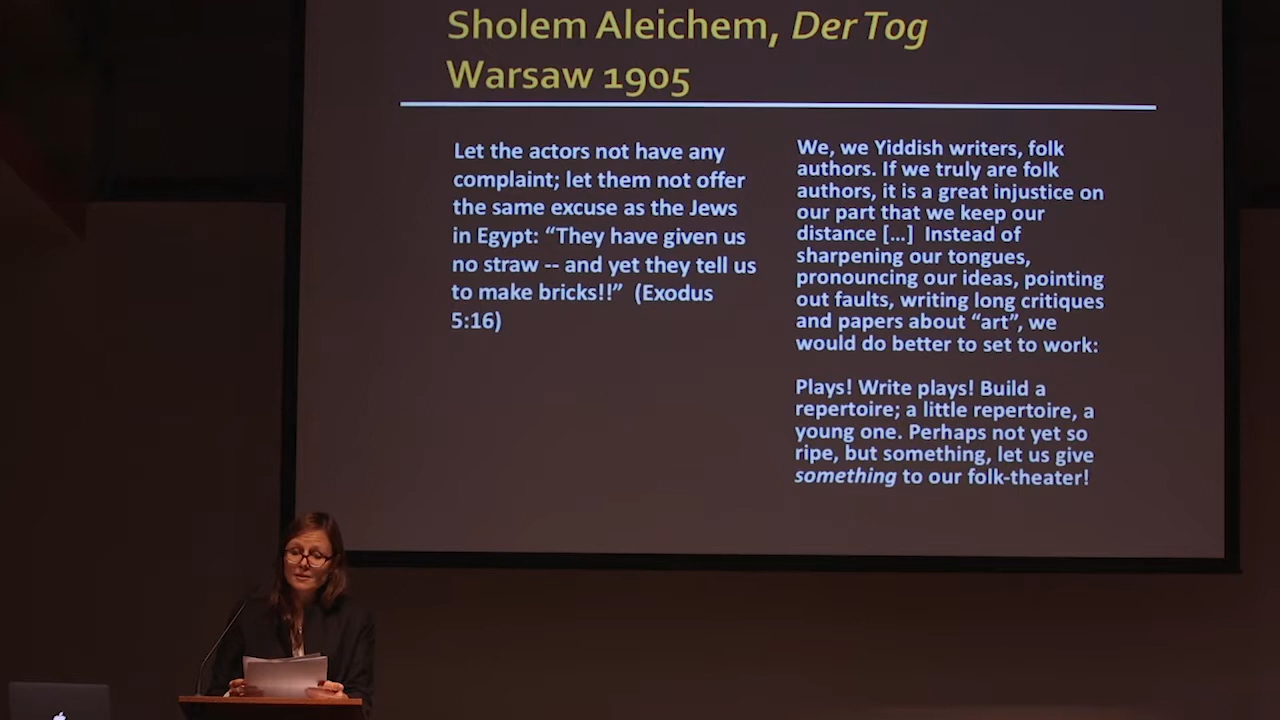 Sholem Aleichem, Der Tog
Warsaw 1905
Let the actors not have any
complaint; let them not offer
the same excuse as the Jews
in Egypt: “They have given us
no straw -- and yet they tell us
to make bricks!!” (Exodus
5:16)
We, we Yiddish writers, folk
authors. If we truly are folk
authors, it is a great injustice on
our part that we keep our
distance […] Instead of
sharpening our tongues,
pronouncing our ideas, pointing
out faults, writing long critiques
and papers about “art”, we
would do better to set to work:
Plays! Write plays! Build a
repertoire; a little repertoire, a
young one. Perhaps not yet so
ripe, but something, let us give
something to our folk-theater!